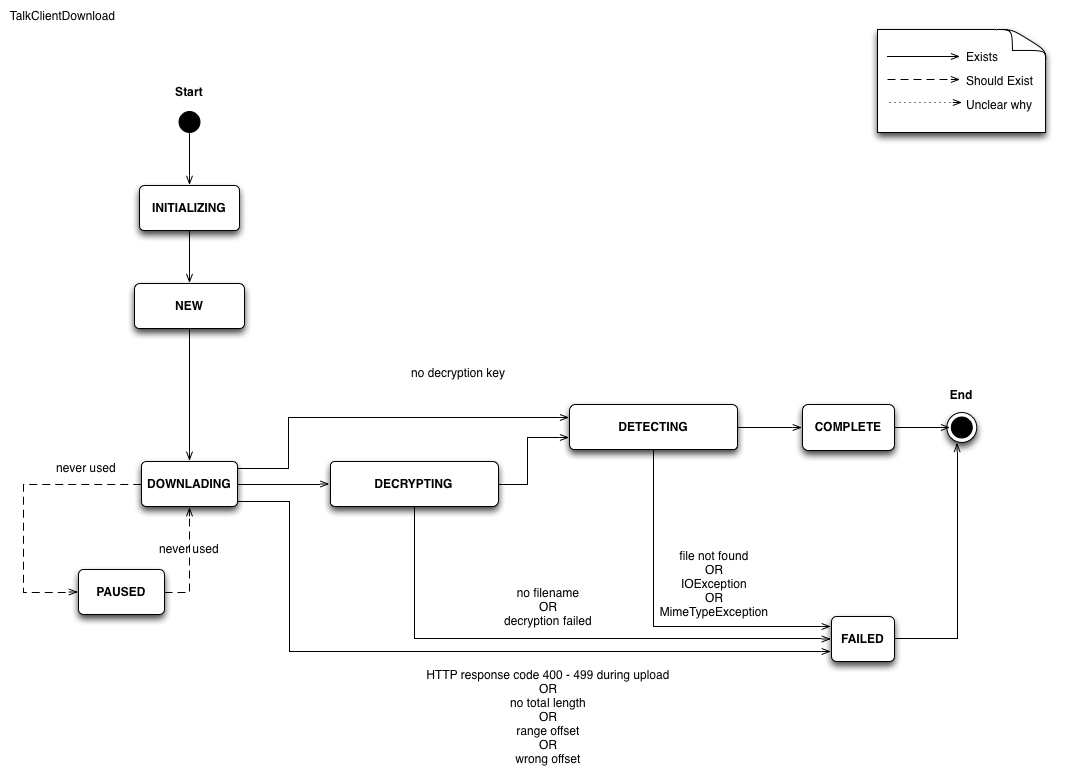 TalkClientDownload
Exists
Should Exist
Unclear why
Start
INITIALIZING
NEW
no decryption key
End
DETECTING
COMPLETE
never used
DOWNLADING
DECRYPTING
never used
PAUSED
file not found
OR
IOException
OR
MimeTypeException
no filename
OR
decryption failed
FAILED
HTTP response code 400 - 499 during upload
OR
no total length
OR
range offset
OR
wrong offset